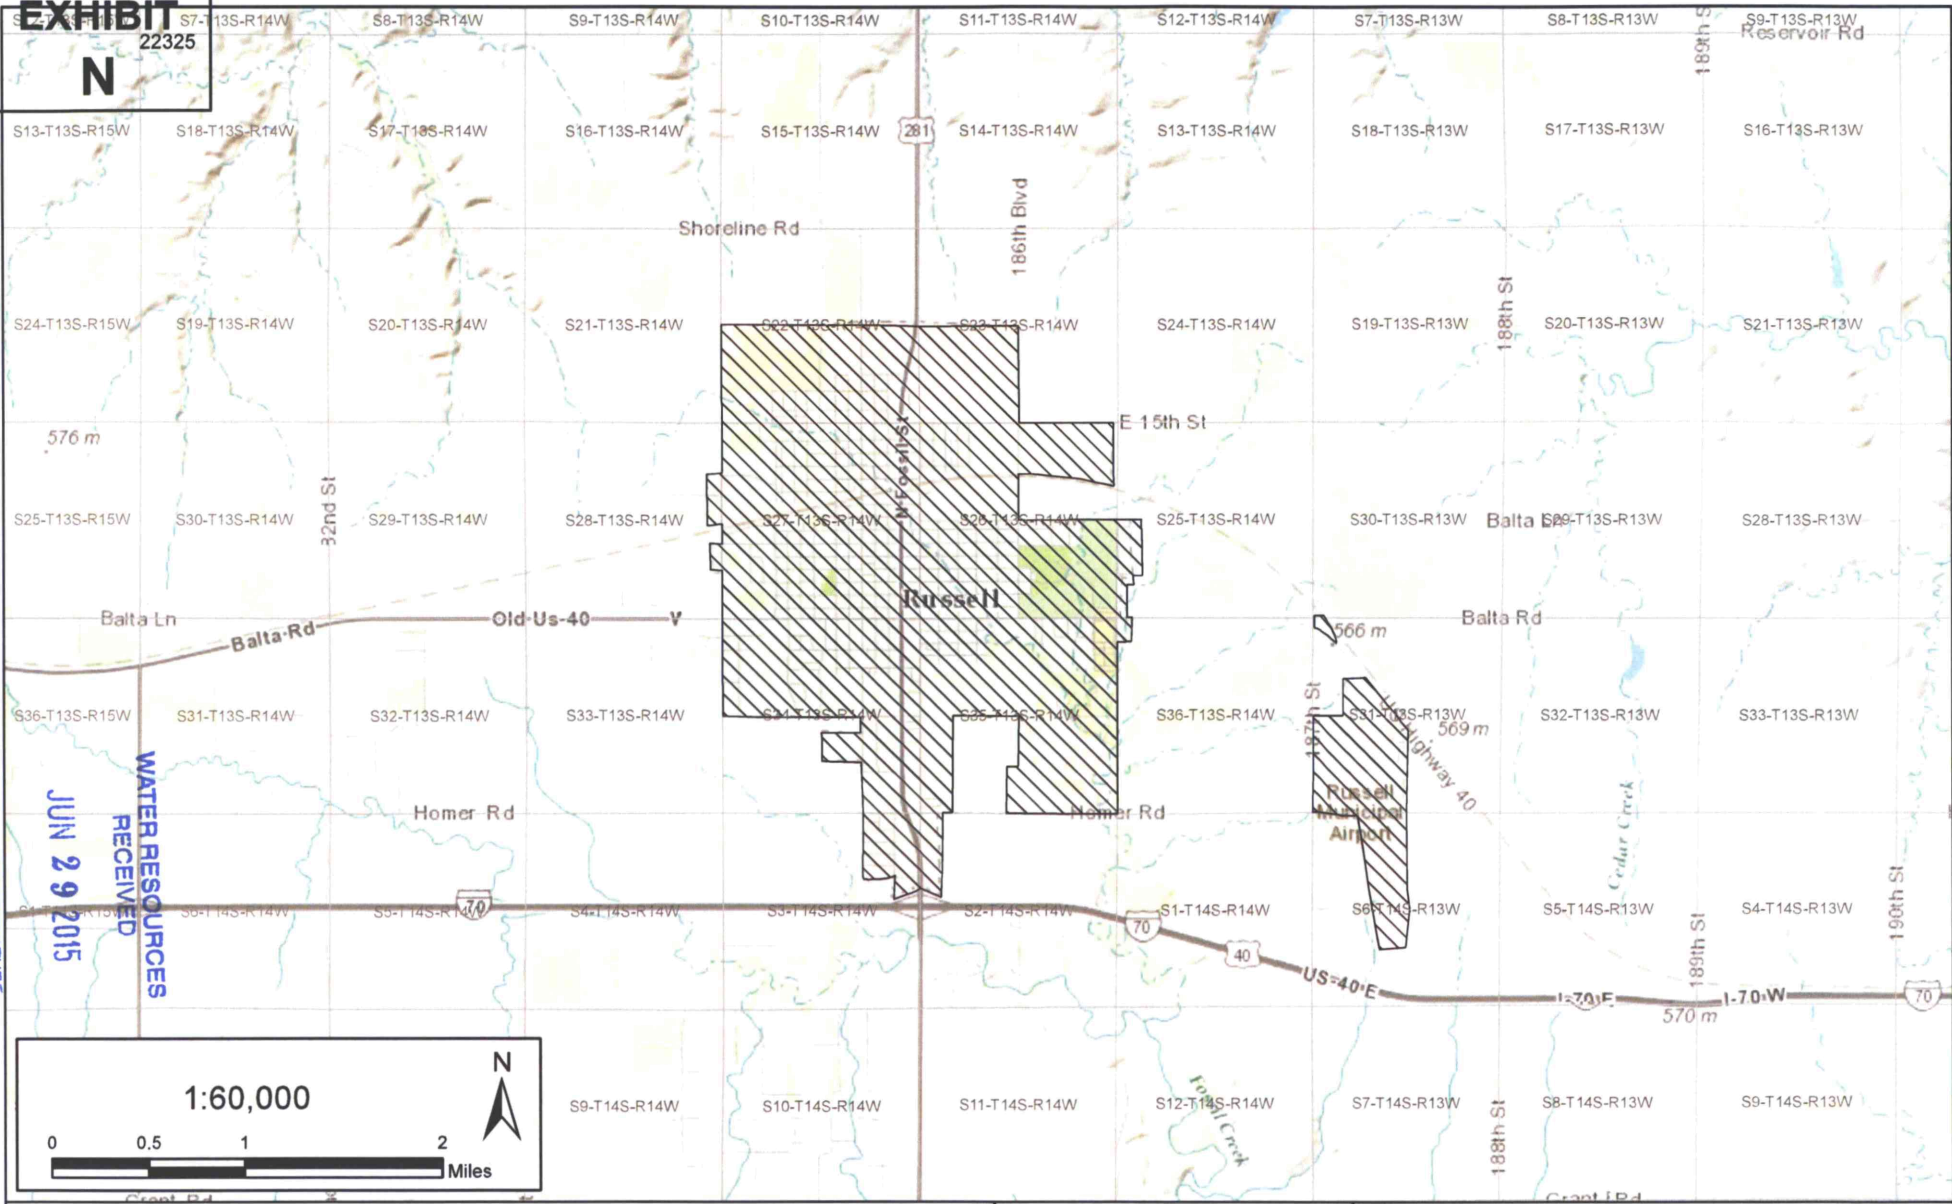 EXHIBIT
22325
N
S7-T13S-R14W
S8-T13S-R14W
S9-T13S-R14W
S10-T13S-R14W
S11-T13S-R14W
S12-T13S-R14W
S7-T13S-R13W
S8-T13S-R13W
S9-T13S-R13W
189th S
Reservoir Rd
S13-T13S-R15W
S18-T13S-R14W
S17-T13S-R14W
S16-T13S-R14W
S15-T13S-R14W
281
S14-T13S-R14W
S13-T13S-R14W
S18-T13S-R13W
S17-T13S-R13W
S16-T13S-R13W
Shoreline Rd
186th Blvd
S24-T13S-R15W
S19-T13S-R14W
S20-T13S-R14W
S21-T13S-R14W
S22-T13S-R14W
S23-T13S-R14W
S24-T13S-R14W
S19-T13S-R13W
188th St
S20-T13S-R13W
S21-T13S-R13W
576 m
E 15th St
N Fossil St
S25-T13S-R15W
S30-T13S-R14W
82nd St
S29-T13S-R14W
S28-T13S-R14W
S27-T13S-R14W
S26-T13S-R14W
S25-T13S-R14W
S30-T13S-R13W
Balta Ln
S29-T13S-R13W
S28-T13S-R13W
Russell
Balta Ln
Balta Rd
Old Us-40
V
566 m
Balta Rd
S36-T13S-R15W
S31-T13S-R14W
S32-T13S-R14W
S33-T13S-R14W
S34-T13S-R14W
S35-T13S-R14W
S36-T13S-R14W
187th St
S31-T13S-R13W
569 m
S32-T13S-R13W
S33-T13S-R13W
Highway 40
Homer Rd
Homer Rd
Russell
Municipal
Airport
Cedar Creek
WATER RESOURCES
RECEIVED
JUN 29 2015
S6-T14S-R14W
S5-T14S-R14W
70
S4-T14S-R14W
S3-T14S-R14W
S2-T14S-R14W
S1-T14S-R14W
S6-T14S-R13W
S5-T14S-R13W
S4-T14S-R13W
190th St
189th St
70
40
US-40 E
I-70 E
I-70 W
70
570 m
S9-T14S-R14W
S10-T14S-R14W
S11-T14S-R14W
S12-T14S-R14W
Fossil Creek
S7-T14S-R13W
188th St
S8-T14S-R13W
S9-T14S-R13W
N
1:60,000
0 0.5 1 2
Miles